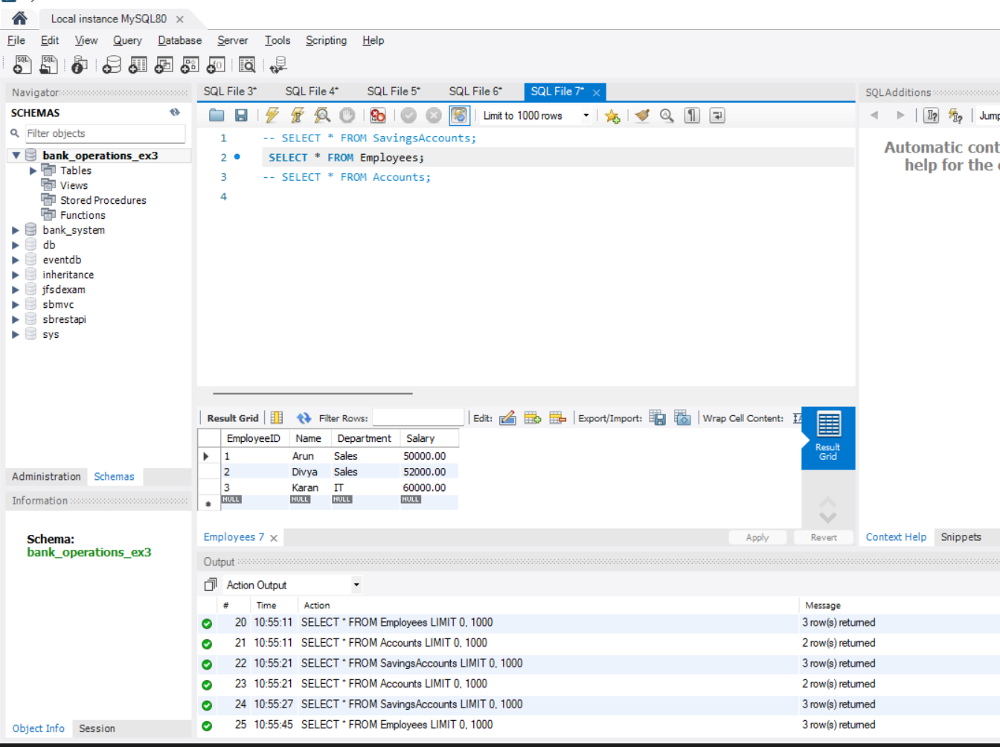 Local instance MySQL80
File Edit View Query Database Server Tools Scripting Help
Navigator
SCHEMAS
Filter objects
bank_operations_ex3
Tables
Views
Stored Procedures
Functions
bank_system
db
eventdb
inheritance
jfsdexam
sbmvc
sbrestapi
sys
Administration Schemas
Information
Schema:
bank_operations_ex3
Object Info Session
SQL File 3* SQL File 4* SQL File 5* SQL File 6* SQL File 7*
Limit to 1000 rows
1 -- SELECT * FROM SavingsAccounts;
2 SELECT * FROM Employees;
3 -- SELECT * FROM Accounts;
4
Result Grid Filter Rows: Edit: Export/Import: Wrap Cell Content:
EmployeeID Name Department Salary
1 Arun Sales 50000.00
2 Divya Sales 52000.00
3 Karan IT 60000.00
NULL NULL NULL NULL
Result
Grid
Employees 7 Apply Revert
Output
Action Output
# Time Action Message
20 10:55:11 SELECT * FROM Employees LIMIT 0, 1000 3 row(s) returned
21 10:55:11 SELECT * FROM Accounts LIMIT 0, 1000 2 row(s) returned
22 10:55:21 SELECT * FROM SavingsAccounts LIMIT 0, 1000 3 row(s) returned
23 10:55:21 SELECT * FROM Accounts LIMIT 0, 1000 2 row(s) returned
24 10:55:27 SELECT * FROM SavingsAccounts LIMIT 0, 1000 3 row(s) returned
25 10:55:45 SELECT * FROM Employees LIMIT 0, 1000 3 row(s) returned
SQLAdditions
Jump
Automatic cont
help for the
Context Help Snippets